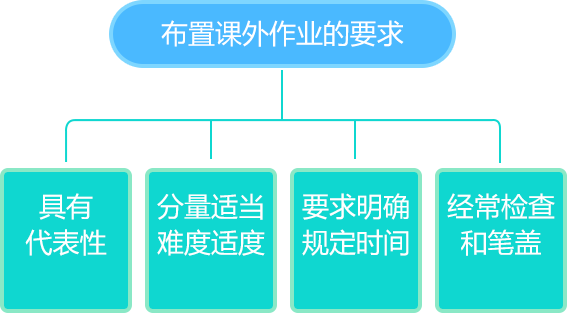 布置课外作业的要求
具有
代表性
分量适当
难度适度
要求明确
规定时间
经常检查
和笔盖